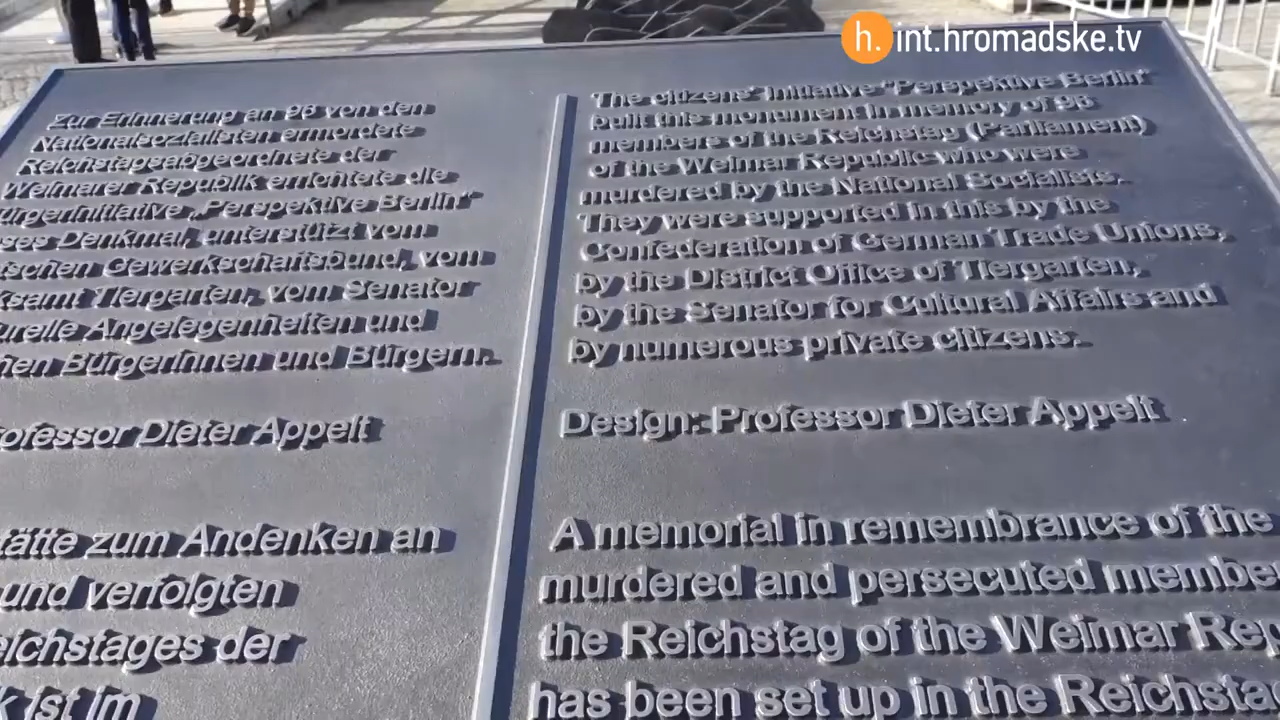 h. int.hromadske.tv
Zur Erinnerung an 96 von den
Nationalsozialisten ermordete
Reichstagsabgeordnete der
Weimarer Republik errichtete die
ürgerinitiative „Perspektive Berlin"
ses Denkmal, unterstützt vom
tschen Gewerkschaftsbund, vom
ksamt Tiergarten, vom Senator
urelle Angelegenheiten und
hen Bürgerinnen und Bürgern.
ofessor Dieter Appelt
tätte zum Andenken an
und verfolgten
eichstages der
k ist im
The citizens' initiative "Perspektive Berlin"
built this monument in memory of 96
members of the Reichstag (Parliament)
of the Weimar Republic who were
murdered by the National Socialists.
They were supported in this by the
Confederation of German Trade Unions,
by the District Office of Tiergarten,
by the Senator for Cultural Affairs and
by numerous private citizens.
Design: Professor Dieter Appelt
A memorial in remembrance of the
murdered and persecuted membe
the Reichstag of the Weimar Rep
has been set up in the Reichsta